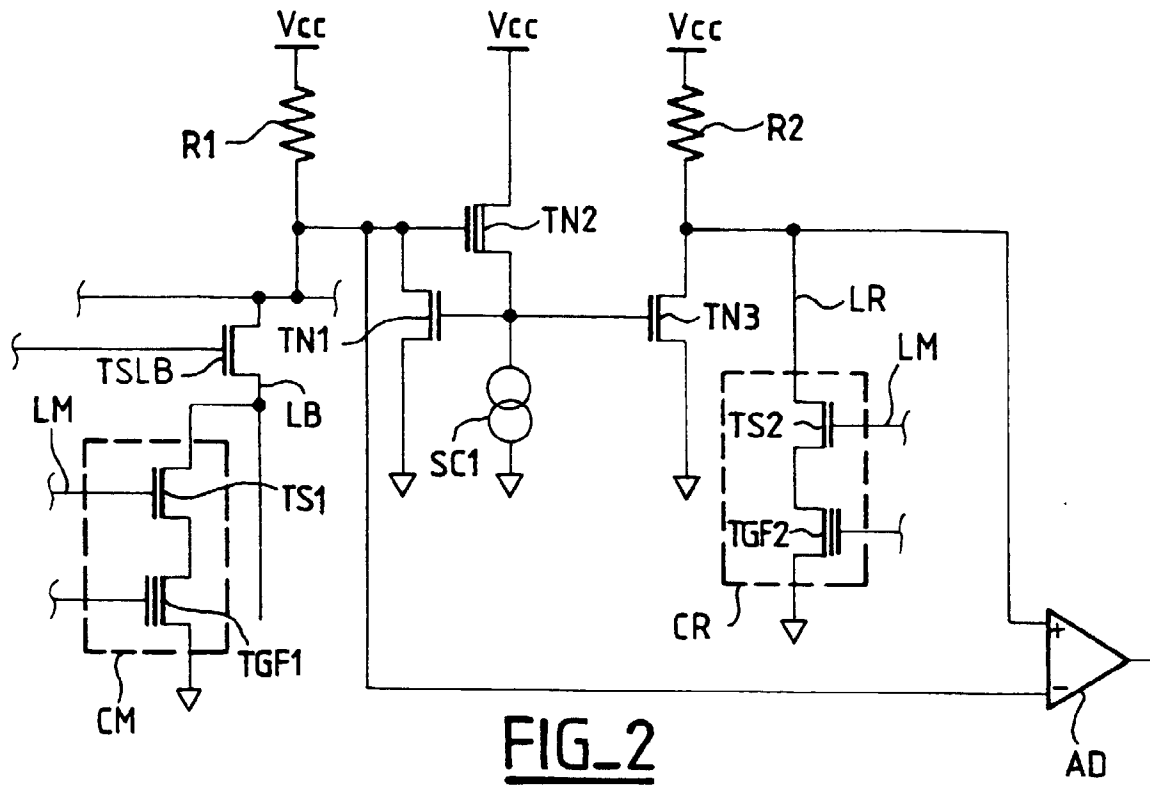 Vcc
Vcc
Vcc
R1
R2
TN2
TN1
TN3
LR
TSLB
LM
LB
LM
SC1
TS2
TS1
TGF2
CR
TGF1
CM
+
-
AD
FIG_2